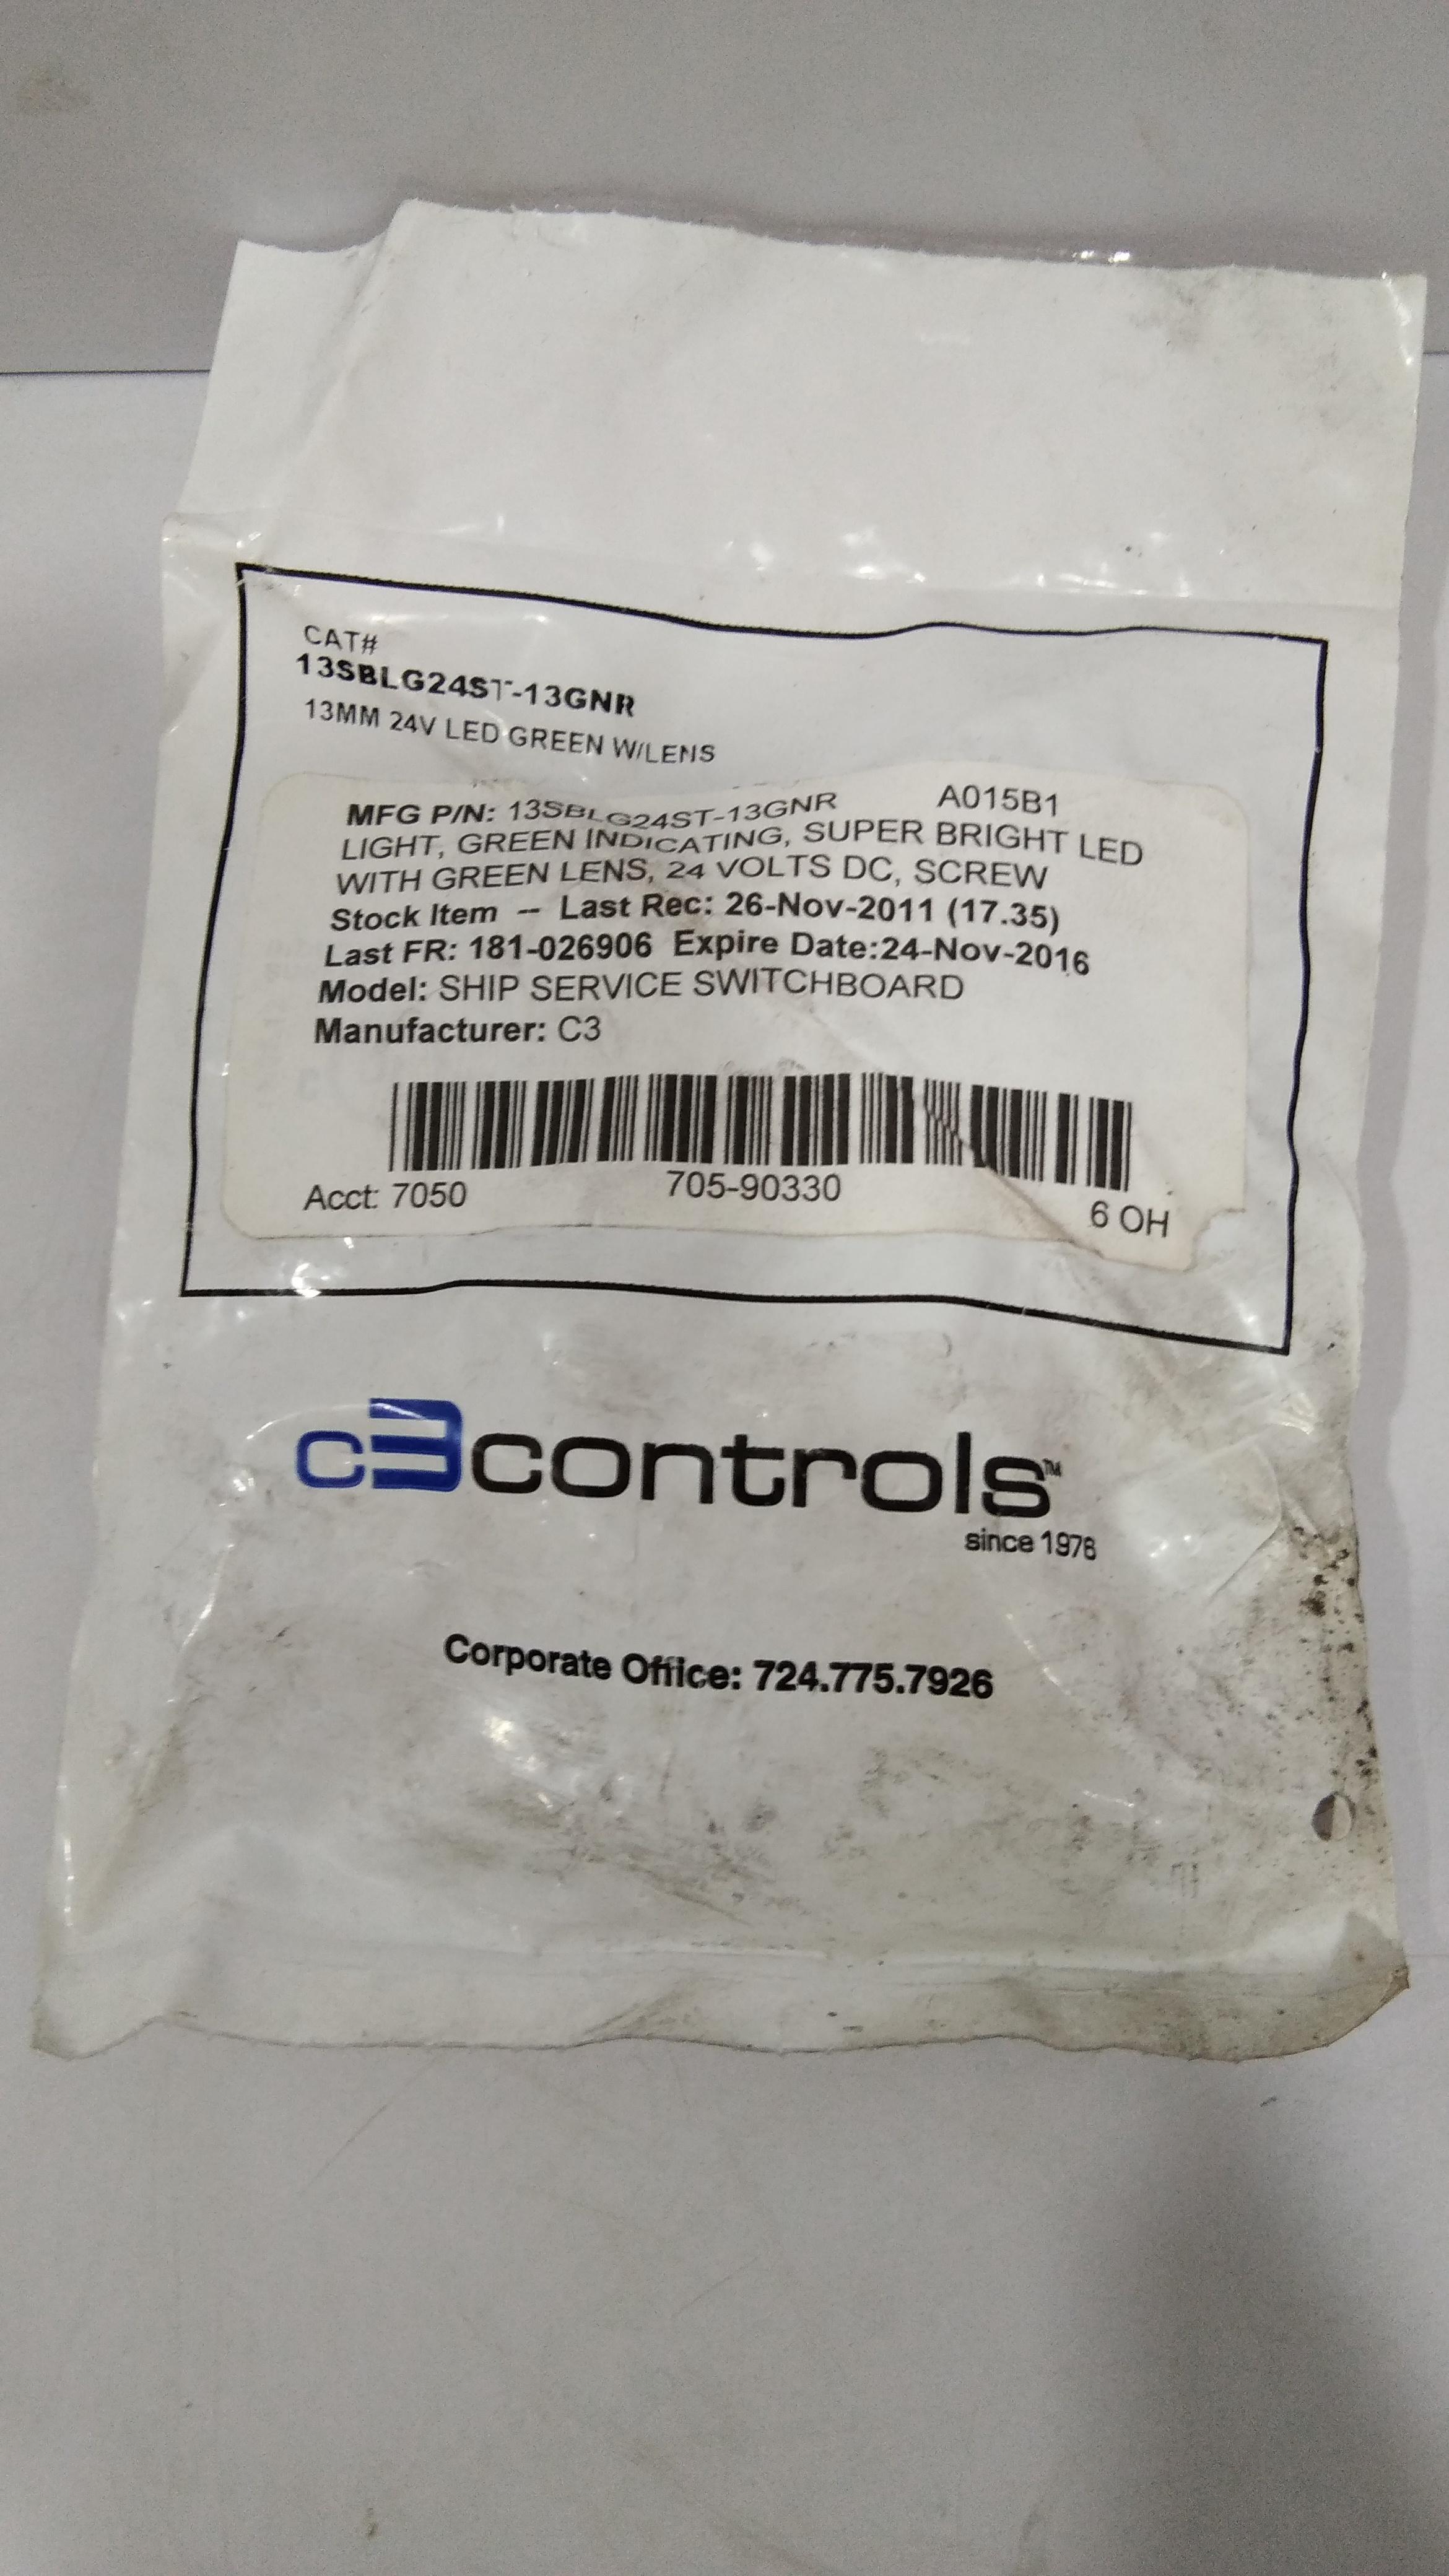 CAT#
13SBLG24ST-13GNR
13MM 24V LED GREEN W/LENS
MFG P/N: 13SBLG24ST-13GNR A015B1
LIGHT, GREEN INDICATING, SUPER BRIGHT LED
WITH GREEN LENS, 24 VOLTS DC, SCREW
Stock Item -- Last Rec: 26-Nov-2011 (17.35)
Last FR: 181-026906 Expire Date:24-Nov-2016
Model: SHIP SERVICE SWITCHBOARD
Manufacturer: C3
Acct: 7050 705-90330 6 OH
c3controls™
since 1976
Corporate Office: 724.775.7926